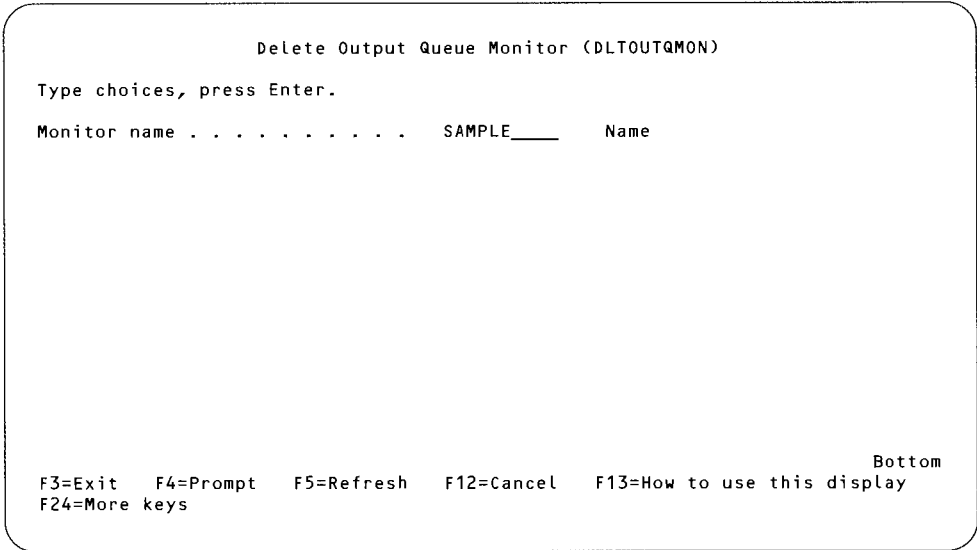 Delete Output Queue Monitor (DLTOUTQMON)
Type choices, press Enter.
Monitor name . . . . . . . . . . SAMPLE____ Name
Bottom
F3=Exit F4=Prompt F5=Refresh F12=Cancel F13=How to use this display
F24=More keys